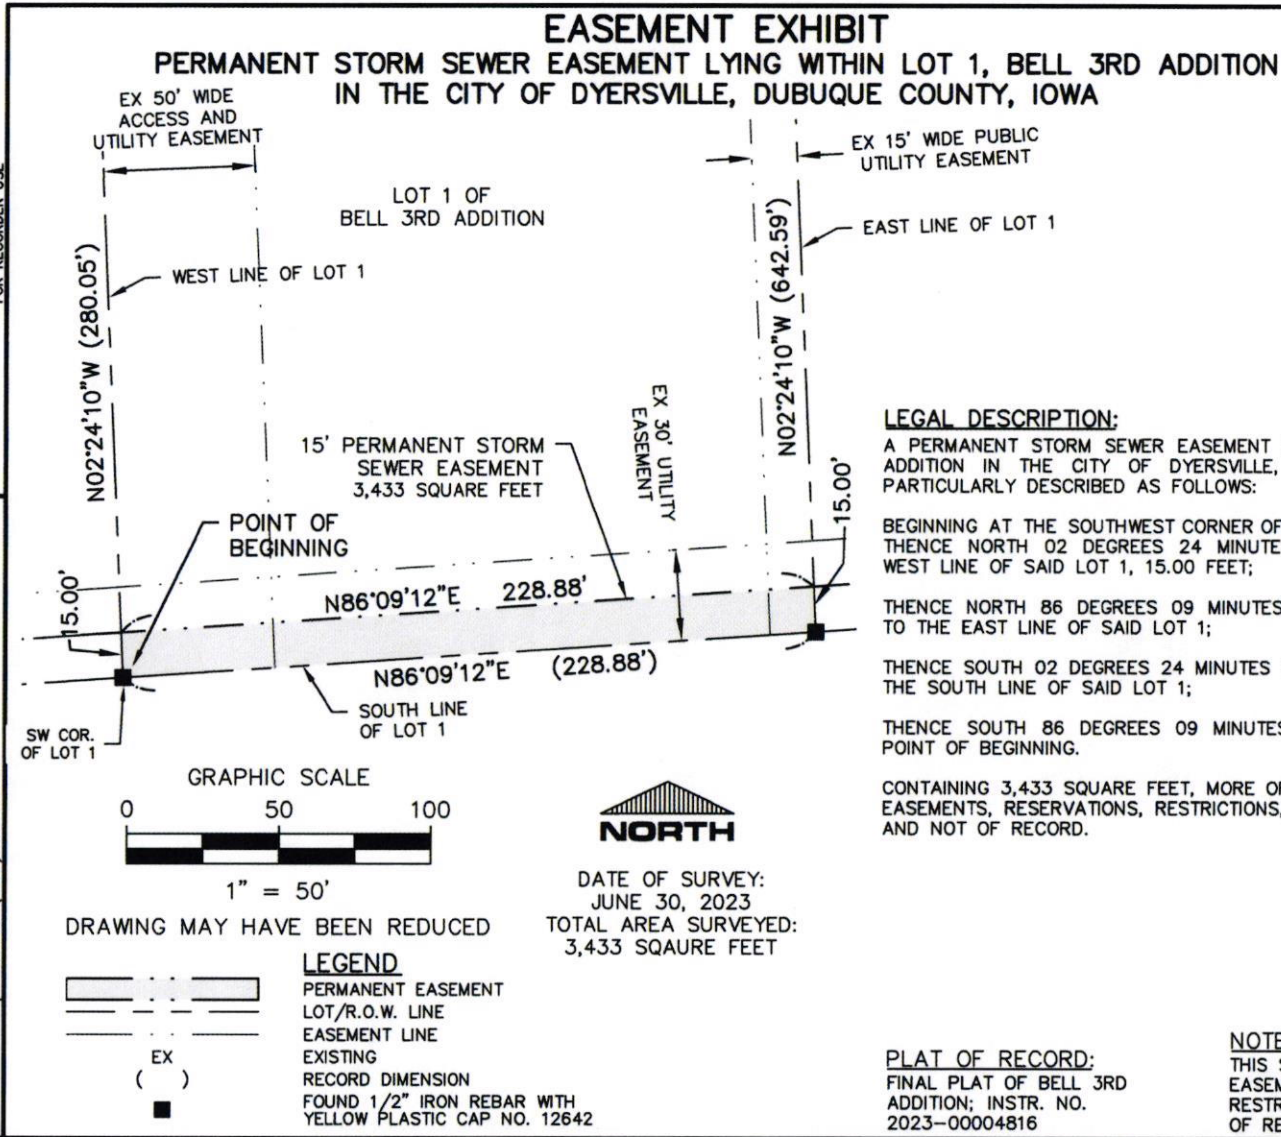 EASEMENT EXHIBIT
PERMANENT STORM SEWER EASEMENT LYING WITHIN LOT 1, BELL 3RD ADDITION
IN THE CITY OF DYERSVILLE, DUBUQUE COUNTY, IOWA
EX 50' WIDE
ACCESS AND
UTILITY EASEMENT
EX 15' WIDE PUBLIC
UTILITY EASEMENT
LOT 1 OF
BELL 3RD ADDITION
EAST LINE OF LOT 1
WEST LINE OF LOT 1
N02°24'10"W (280.05')
N02°24'10"W (642.59')
EX 30' UTILITY
EASEMENT
15' PERMANENT STORM
SEWER EASEMENT
3,433 SQUARE FEET
15.00'
POINT OF
BEGINNING
15.00'
N86°09'12"E 228.88'
N86°09'12"E (228.88')
SOUTH LINE
OF LOT 1
SW COR.
OF LOT 1
LEGAL DESCRIPTION:
A PERMANENT STORM SEWER EASEMENT
ADDITION IN THE CITY OF DYERSVILLE,
PARTICULARLY DESCRIBED AS FOLLOWS:
BEGINNING AT THE SOUTHWEST CORNER OF
THENCE NORTH 02 DEGREES 24 MINUTE
WEST LINE OF SAID LOT 1, 15.00 FEET;
THENCE NORTH 86 DEGREES 09 MINUTES
TO THE EAST LINE OF SAID LOT 1;
THENCE SOUTH 02 DEGREES 24 MINUTES
THE SOUTH LINE OF SAID LOT 1;
THENCE SOUTH 86 DEGREES 09 MINUTES
POINT OF BEGINNING.
CONTAINING 3,433 SQUARE FEET, MORE OR
EASEMENTS, RESERVATIONS, RESTRICTIONS,
AND NOT OF RECORD.
GRAPHIC SCALE
0 50 100
1" = 50'
DRAWING MAY HAVE BEEN REDUCED
NORTH
DATE OF SURVEY:
JUNE 30, 2023
TOTAL AREA SURVEYED:
3,433 SQAURE FEET
LEGEND
PERMANENT EASEMENT
LOT/R.O.W. LINE
EASEMENT LINE
EX EXISTING
( ) RECORD DIMENSION
FOUND 1/2" IRON REBAR WITH
YELLOW PLASTIC CAP NO. 12642
PLAT OF RECORD:
FINAL PLAT OF BELL 3RD
ADDITION; INSTR. NO.
2023-00004816
NOTE
THIS S
EASEM
RESTR
OF RE